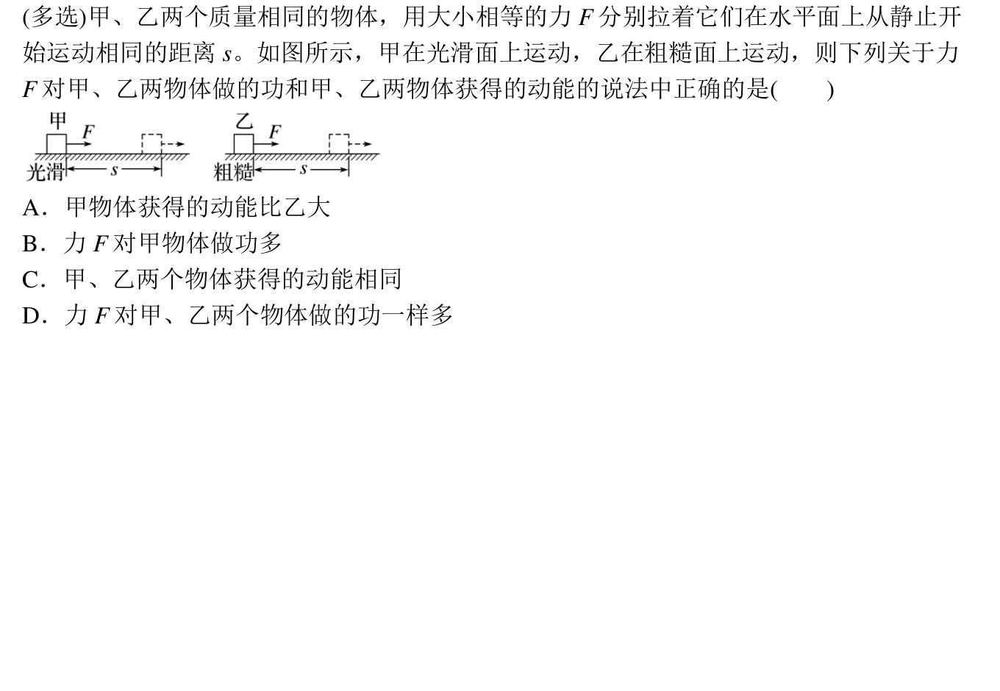 (多选)甲、乙两个质量相同的物体，用大小相等的力 F 分别拉着它们在水平面上从静止开
始运动相同的距离 s。如图所示，甲在光滑面上运动，乙在粗糙面上运动，则下列关于力
F 对甲、乙两物体做的功和甲、乙两物体获得的动能的说法中正确的是(　　)
甲 乙
F F
光滑 s 粗糙 s
A．甲物体获得的动能比乙大
B．力 F 对甲物体做功多
C．甲、乙两个物体获得的动能相同
D．力 F 对甲、乙两个物体做的功一样多